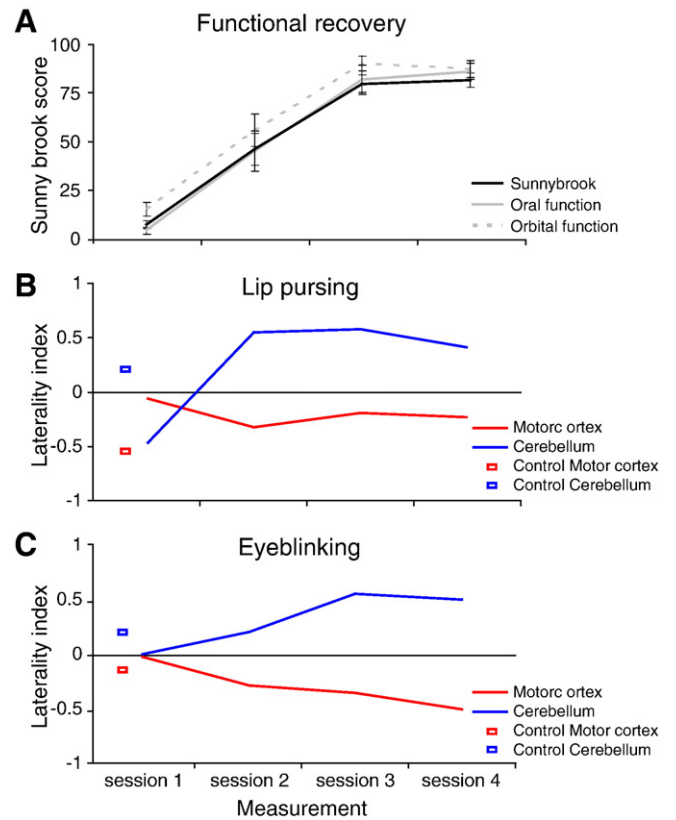 A
Functional recovery
Sunny brook score
100
75
50
25
0
Sunnybrook
Oral function
Orbital function
B
Lip pursing
Laterality index
1
0.5
0
-0.5
-1
Motorc ortex
Cerebellum
Control Motor cortex
Control Cerebellum
C
Eyeblinking
Laterality index
1
0.5
0
-0.5
-1
Motorc ortex
Cerebellum
Control Motor cortex
Control Cerebellum
session 1 session 2 session 3 session 4
Measurement